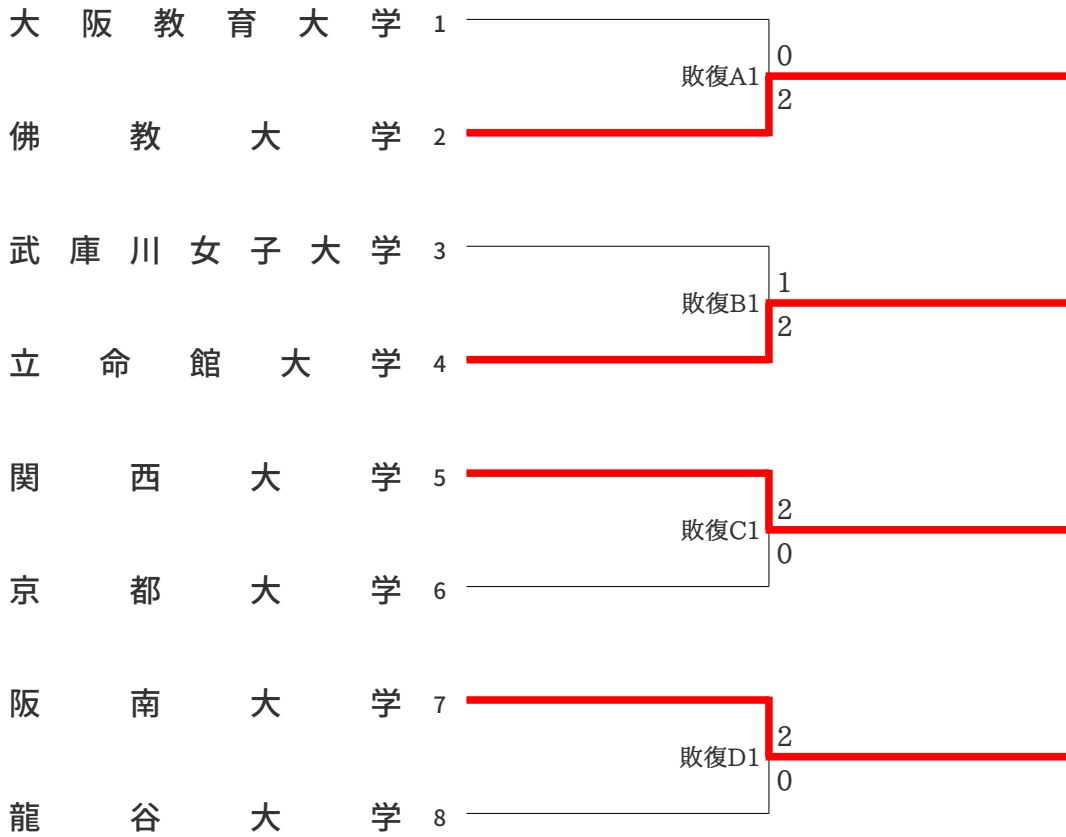 大阪教育大学 1
0
敗復A1
2
佛教大学 2
武庫川女子大学 3
1
敗復B1
2
立命館大学 4
関西大学 5
2
敗復C1
0
京都大学 6
阪南大学 7
2
敗復D1
0
龍谷大学 8